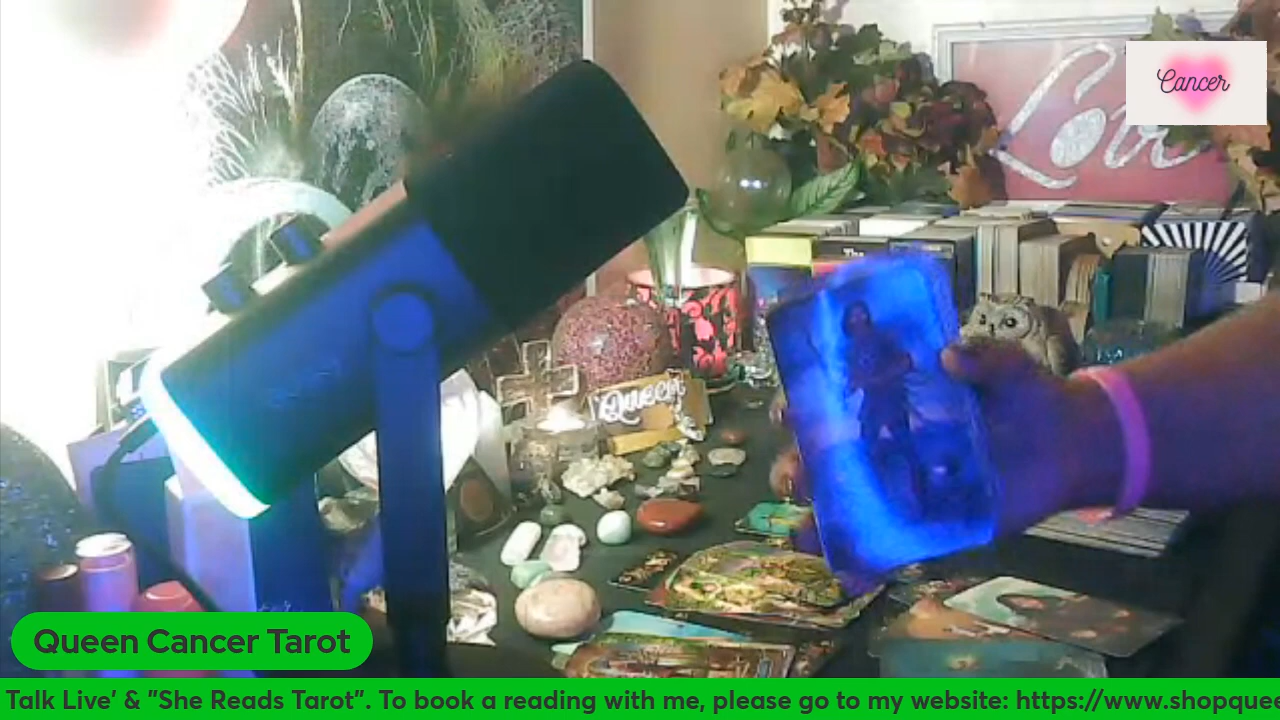 Cancer
Love
Queen
Queen Cancer Tarot
Talk Live' & "She Reads Tarot". To book a reading with me, please go to my website: https://www.shopquee